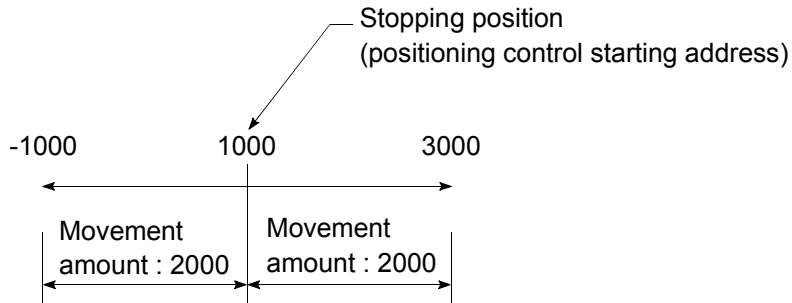 Stopping position
(positioning control starting address)
-1000 1000 3000
Movement
amount : 2000
Movement
amount : 2000